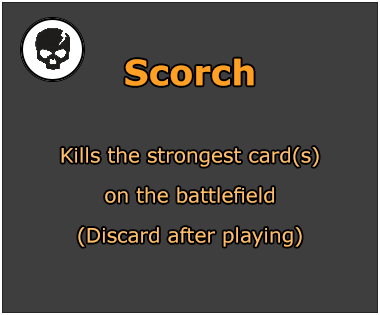 Scorch
Kills the strongest card(s)
on the battlefield
(Discard after playing)